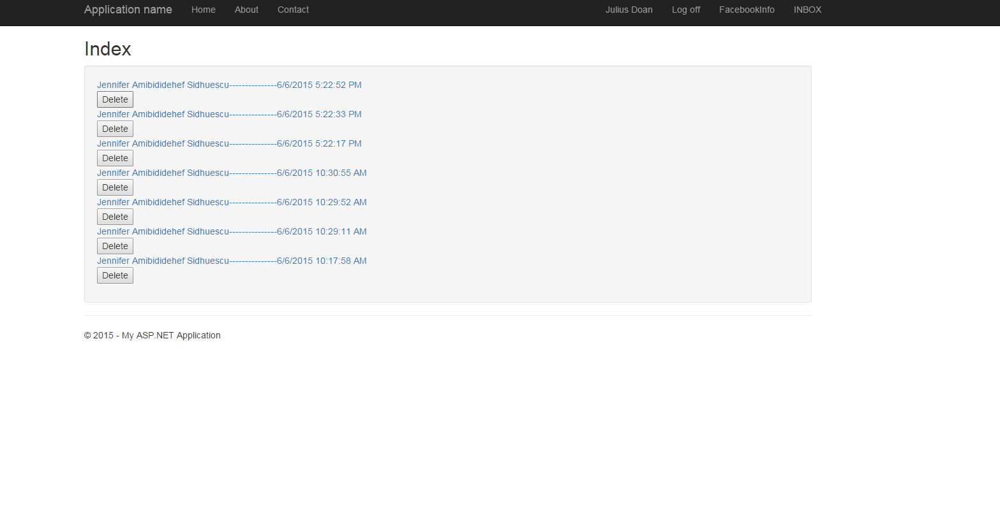 Application name Home About Contact Julius Doan Log off FacebookInfo INBOX
Index
Jennifer Amibididehef Sidhuescu---------------6/6/2015 5:22:52 PM
Delete
Jennifer Amibididehef Sidhuescu---------------6/6/2015 5:22:33 PM
Delete
Jennifer Amibididehef Sidhuescu---------------6/6/2015 5:22:17 PM
Delete
Jennifer Amibididehef Sidhuescu---------------6/6/2015 10:30:55 AM
Delete
Jennifer Amibididehef Sidhuescu---------------6/6/2015 10:29:52 AM
Delete
Jennifer Amibididehef Sidhuescu---------------6/6/2015 10:29:11 AM
Delete
Jennifer Amibididehef Sidhuescu---------------6/6/2015 10:17:58 AM
Delete
© 2015 - My ASP.NET Application